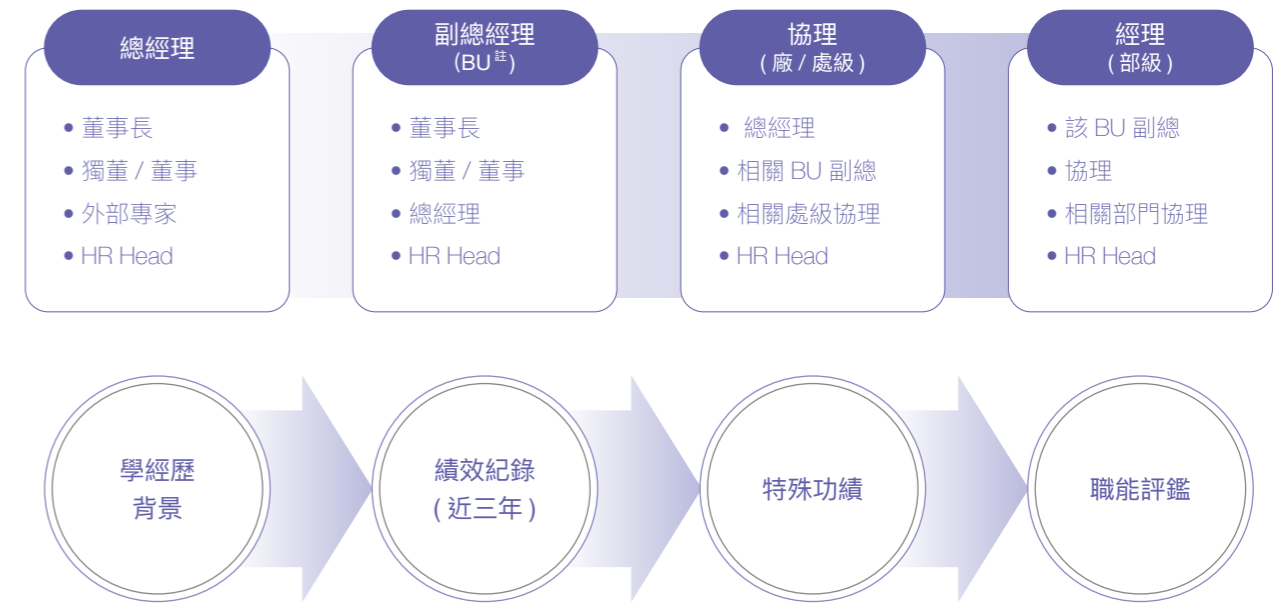 總經理
• 董事長
• 獨董 / 董事
• 外部專家
• HR Head
副總經理
(BU註)
• 董事長
• 獨董 / 董事
• 總經理
• HR Head
協理
( 廠 / 處級 )
• 總經理
• 相關 BU 副總
• 相關處級協理
• HR Head
經理
( 部級 )
• 該 BU 副總
• 協理
• 相關部門協理
• HR Head
學經歷
背景
績效紀錄
( 近三年 )
特殊功績
職能評鑑